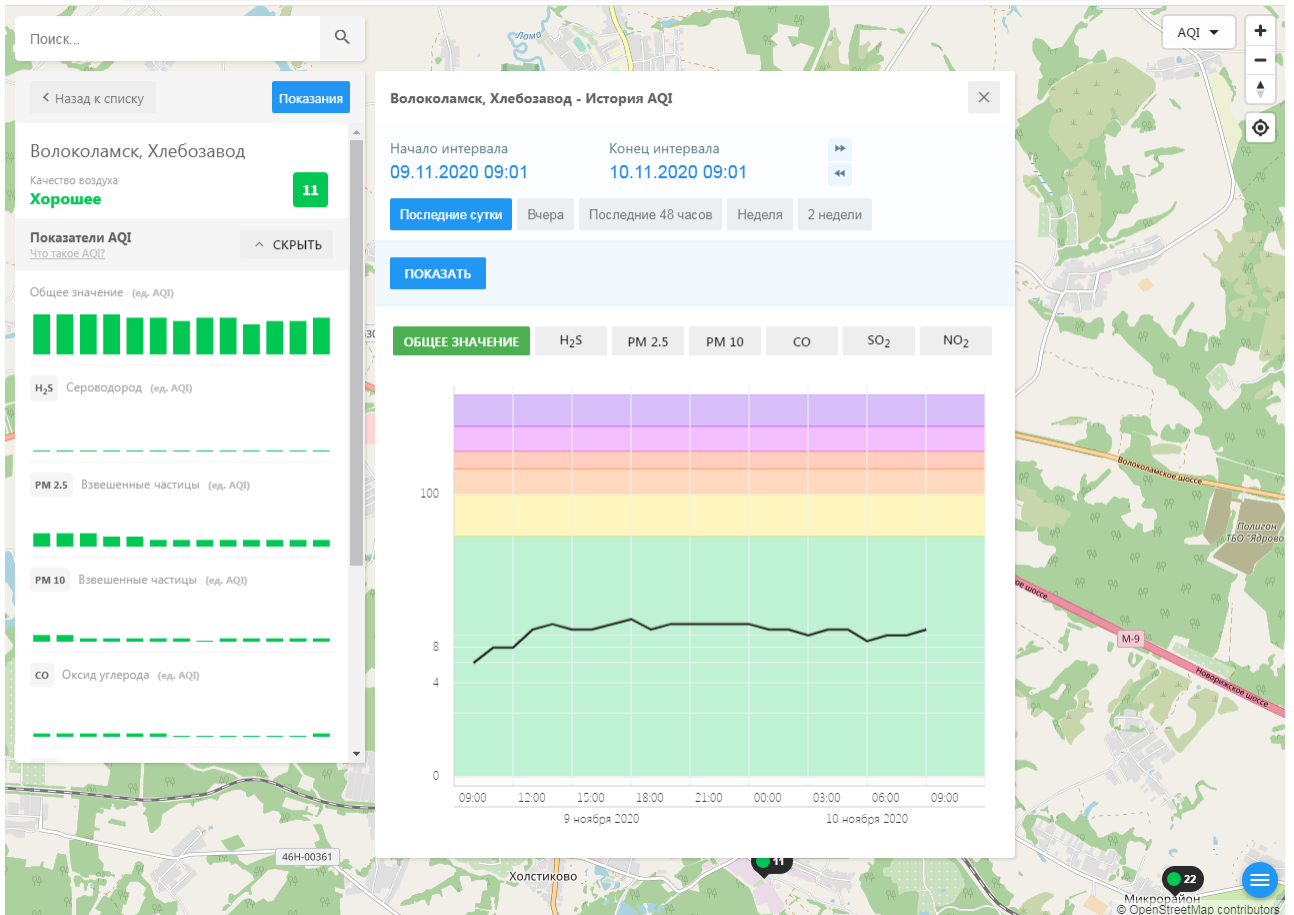 Поиск...
Ломо
AQI
Назад к списку
Показания
Волоколамск, Хлебозавод
Качество воздуха
Хорошее
11
Показатели AQI
Что такое AQI?
СКРЫТЬ
Общее значение (ед. AQI)
H2S Сероводород (ед. AQI)
PM 2.5 Взвешенные частицы (ед. AQI)
PM 10 Взвешенные частицы (ед. AQI)
CO Оксид углерода (ед. AQI)
Волоколамск, Хлебозавод - История AQI
Начало интервала
Конец интервала
09.11.2020 09:01
10.11.2020 09:01
Последние сутки
Вчера
Последние 48 часов
Неделя
2 недели
ПОКАЗАТЬ
ОБЩЕЕ ЗНАЧЕНИЕ
H2S
PM 2.5
PM 10
CO
SO2
NO2
100
8
4
0
09:00 12:00 15:00 18:00 21:00 00:00 03:00 06:00 09:00
9 ноября 2020
10 ноября 2020
Волоколамское шоссе
Полигон
ТБО "Ядрово
шоссе
М-9
Новорижское шоссе
46Н-00361
Холстиково
11
22
Микрорайон
© OpenStreetMap contributors